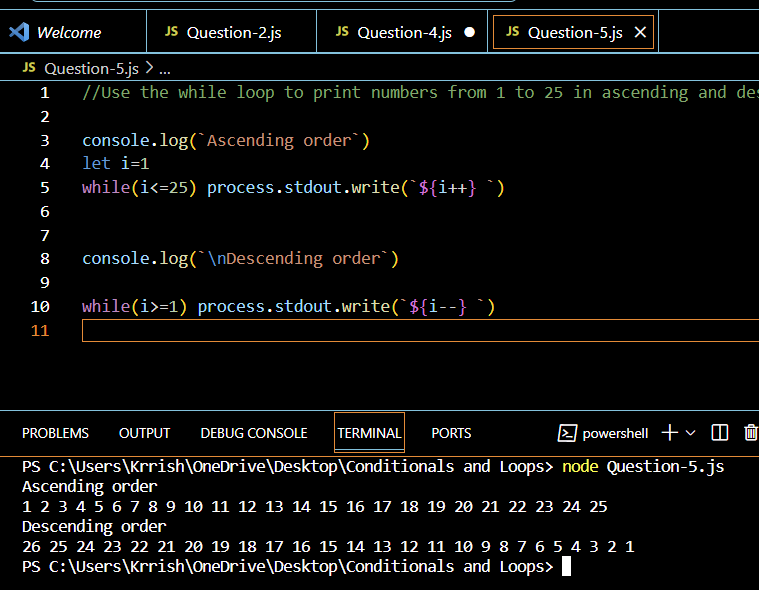 Welcome JS Question-2.js JS Question-4.js JS Question-5.js
JS Question-5.js > ...
1 //Use the while loop to print numbers from 1 to 25 in ascending and
2
3 console.log(`Ascending order`)
4 let i=1
5 while(i<=25) process.stdout.write(`${i++} `)
6
7
8 console.log(`\nDescending order`)
9
10 while(i>=1) process.stdout.write(`${i--} `)
11
PROBLEMS OUTPUT DEBUG CONSOLE TERMINAL PORTS powershell
PS C:\Users\Krrish\OneDrive\Desktop\Conditionals and Loops> node Question-5.js
Ascending order
1 2 3 4 5 6 7 8 9 10 11 12 13 14 15 16 17 18 19 20 21 22 23 24 25
Descending order
26 25 24 23 22 21 20 19 18 17 16 15 14 13 12 11 10 9 8 7 6 5 4 3 2 1
PS C:\Users\Krrish\OneDrive\Desktop\Conditionals and Loops>